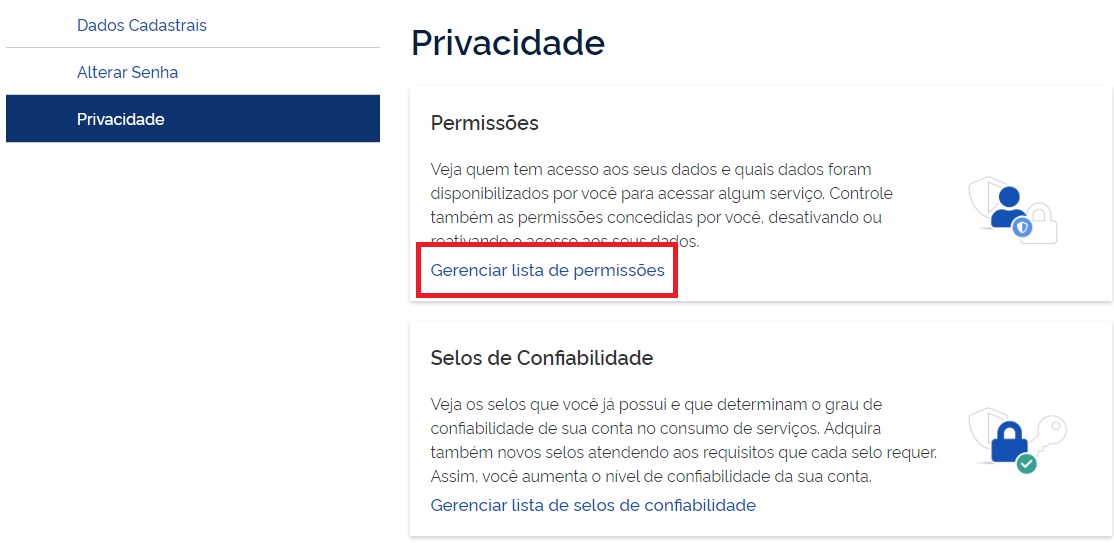 Dados Cadastrais
Alterar Senha
Privacidade
Privacidade
Permissões
Veja quem tem acesso aos seus dados e quais dados foram
disponibilizados por você para acessar algum serviço. Controle
também as permissões concedidas por você, desativando ou
reativando o acesso aos seus dados.
Gerenciar lista de permissões
Selos de Confiabilidade
Veja os selos que você já possui e que determinam o grau de
confiabilidade de sua conta no consumo de serviços. Adquira
também novos selos atendendo aos requisitos que cada selo requer.
Assim, você aumenta o nível de confiabilidade da sua conta.
Gerenciar lista de selos de confiabilidade